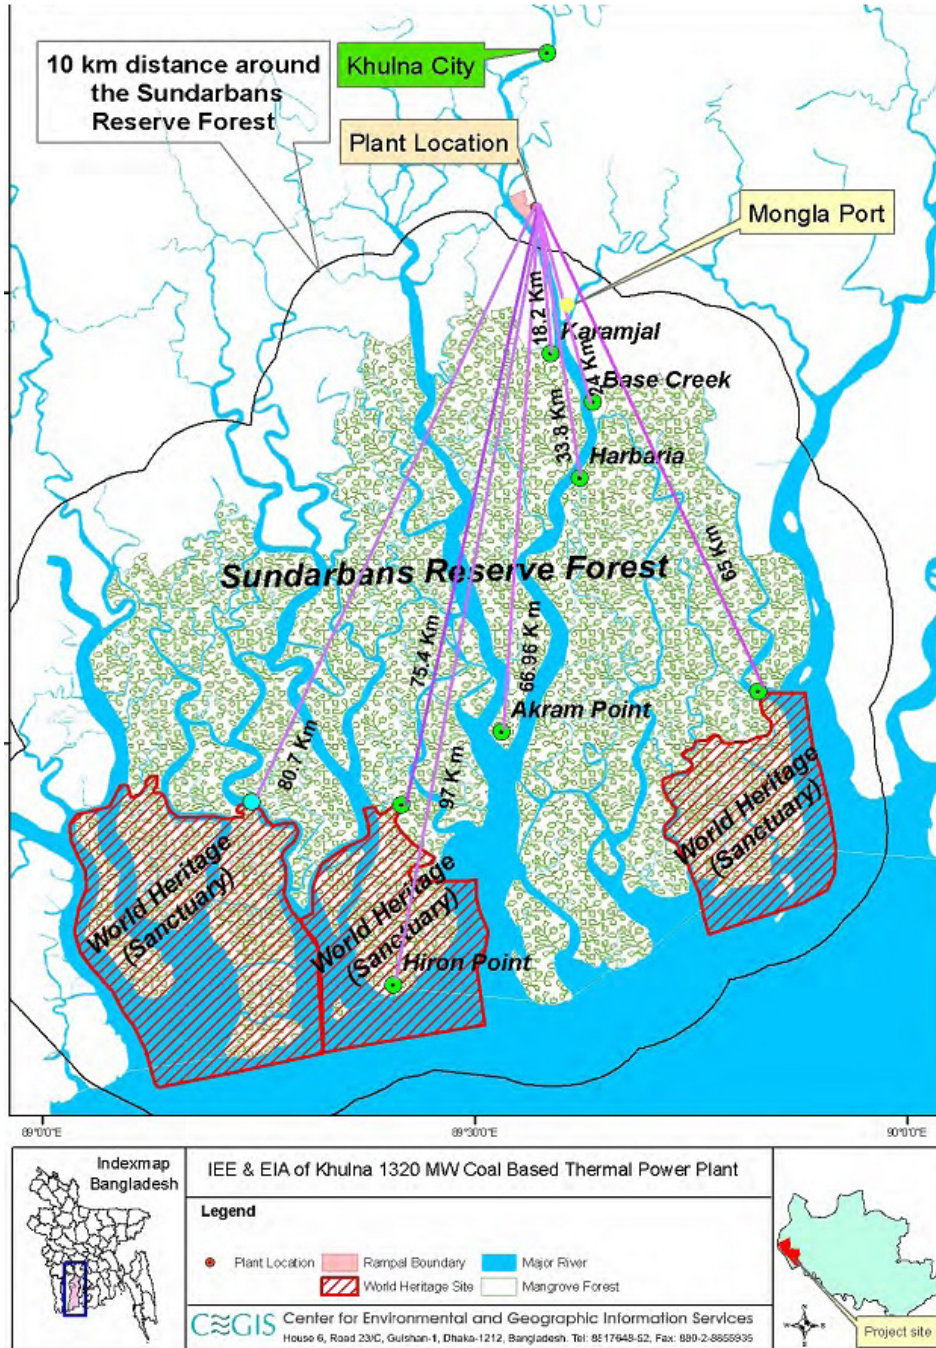 Khulna City
10 km distance around
the Sundarbans
Reserve Forest
Plant Location
Mongla Port
18.2 Km
Karamjal
24 Km
Base Creek
33.8 Km
Harbaria
Sundarbans Reserve Forest
65 Km
75.4 Km
66.96 K m
Akram Point
80.7 Km
97 K m
World Heritage
(Sanctuary)
World Heritage
(Sanctuary)
World Heritage
(Sanctuary)
Hiron Point
89°0'0"E
89°30'0"E
90°0'0"E
Indexmap
Bangladesh
IEE & EIA of Khulna 1320 MW Coal Based Thermal Power Plant
Legend
Plant Location
Rampal Boundary
Major River
World Heritage Site
Mangrove Forest
CEGIS Center for Environmental and Geographic Information Services
House 6, Road 23/C, Gulshan-1, Dhaka-1212, Bangladesh. Tel: 8817648-52, Fax: 880-2-8855935
N
W
E
S
Project site